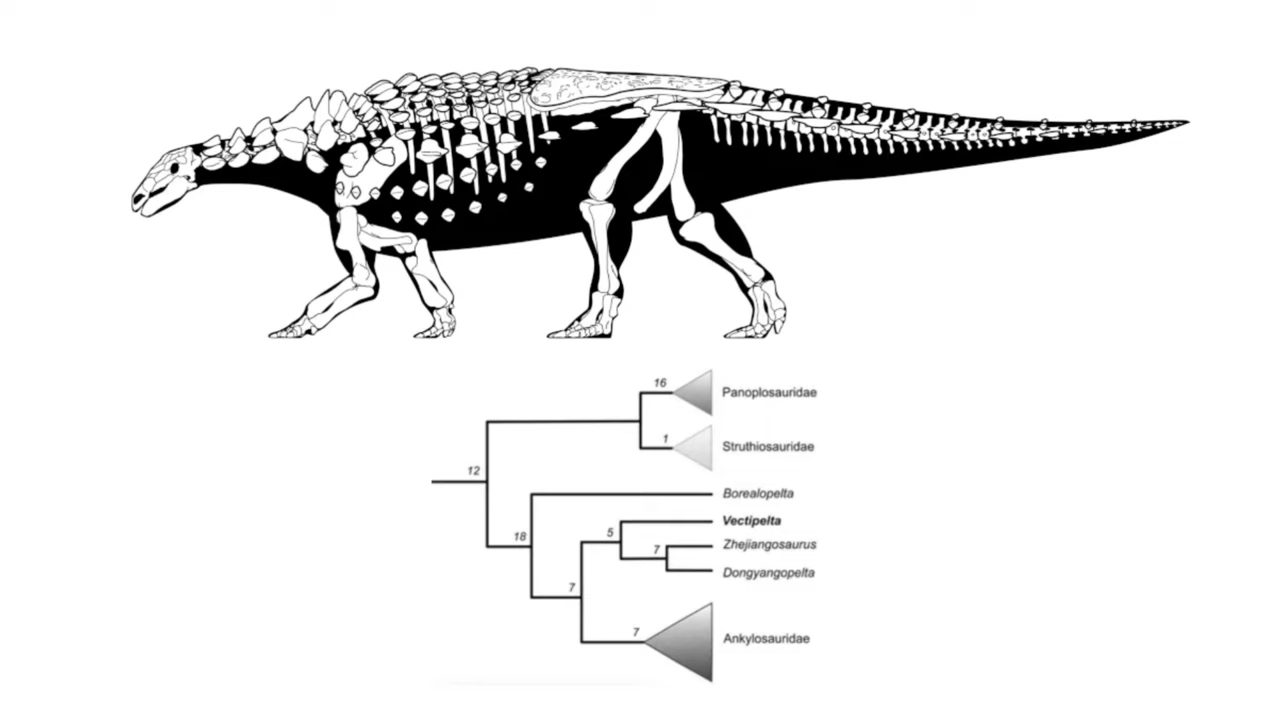 16
Panoplosauridae
1
Struthiosauridae
12
Borealopelta
Vectipelta
5
18
Zhejiangosaurus
7
Dongyangopelta
7
7
Ankylosauridae